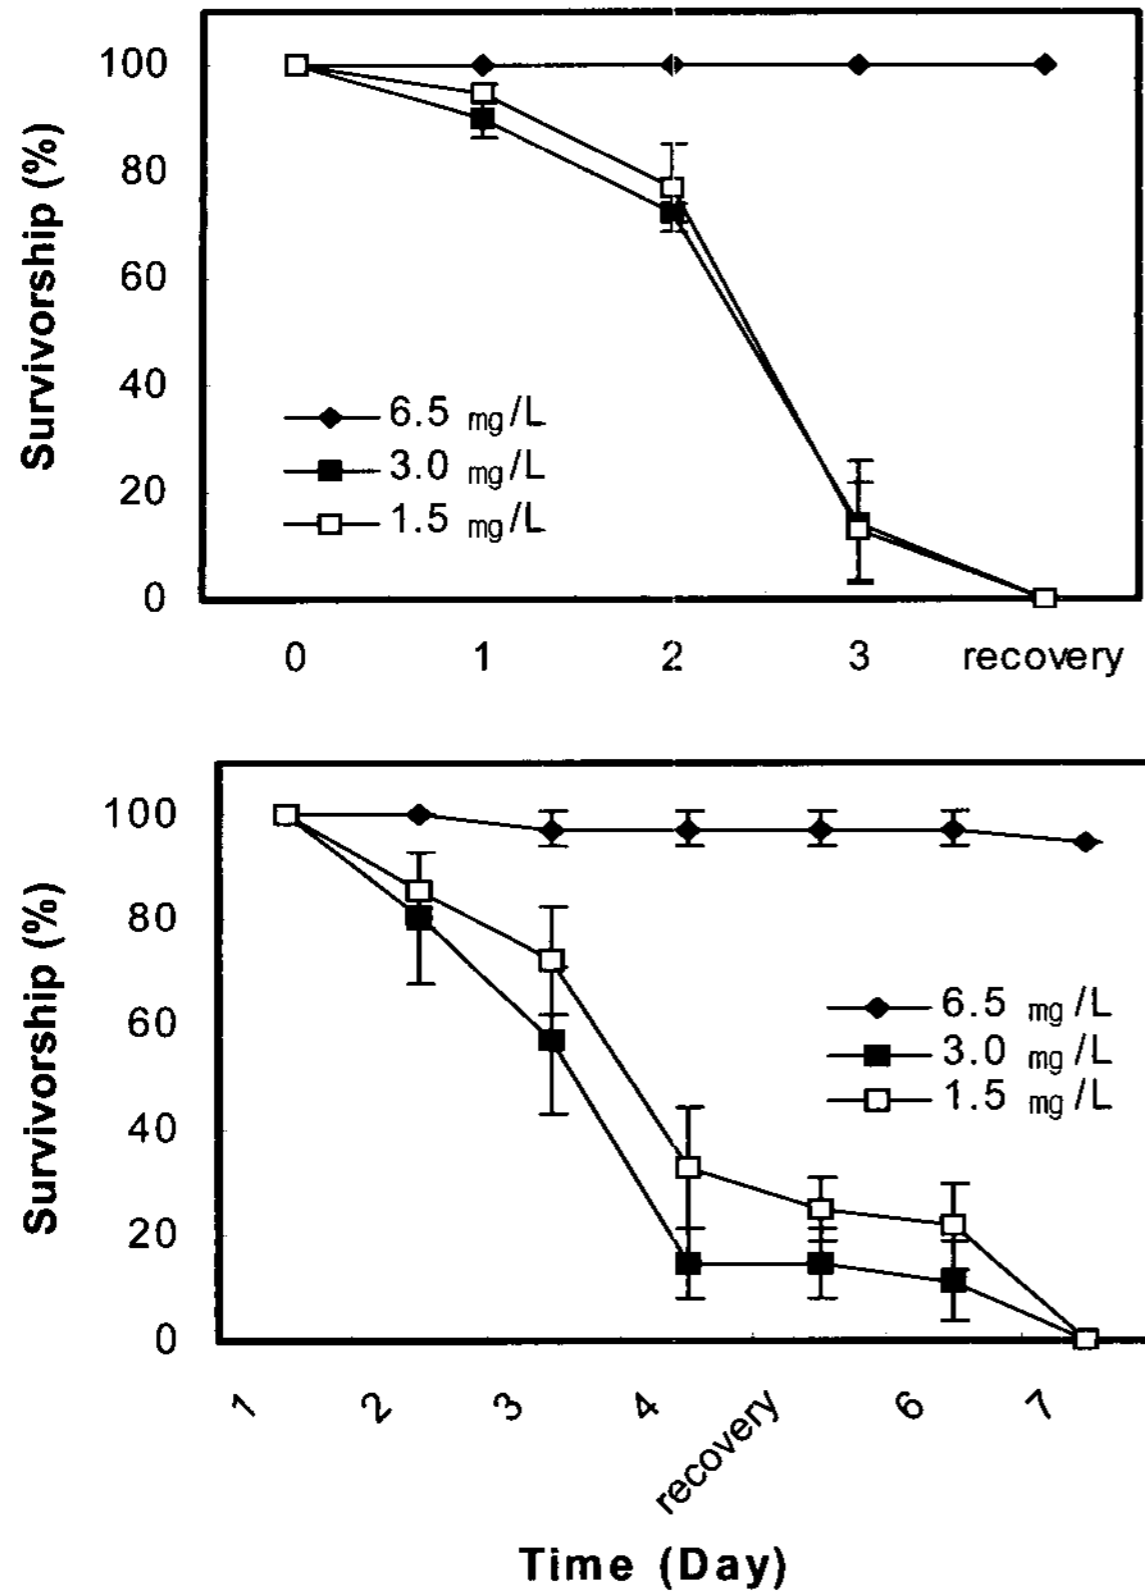 Survivorship (%)
100
80
60
40
20
0
6.5 mg/L
3.0 mg/L
1.5 mg/L
0 1 2 3 recovery
Survivorship (%)
100
80
60
40
20
0
6.5 mg/L
3.0 mg/L
1.5 mg/L
1 2 3 4 recovery 6 7
Time (Day)